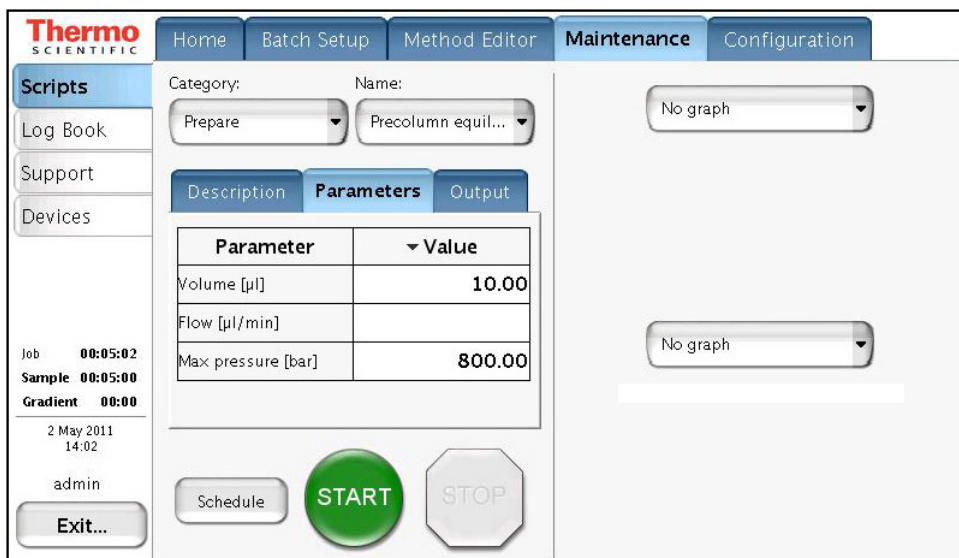 Thermo
SCIENTIFIC
Home
Batch Setup
Method Editor
Maintenance
Configuration
Scripts
Log Book
Support
Devices
Category:
Name:
Prepare
Precolumn equil...
Description
Parameters
Output
Parameter
Value
Volume [µl]
10.00
Flow [µl/min]
Max pressure [bar]
800.00
No graph
No graph
Job 00:05:02
Sample 00:05:00
Gradient 00:00
2 May 2011
14:02
admin
Exit...
Schedule
START
STOP